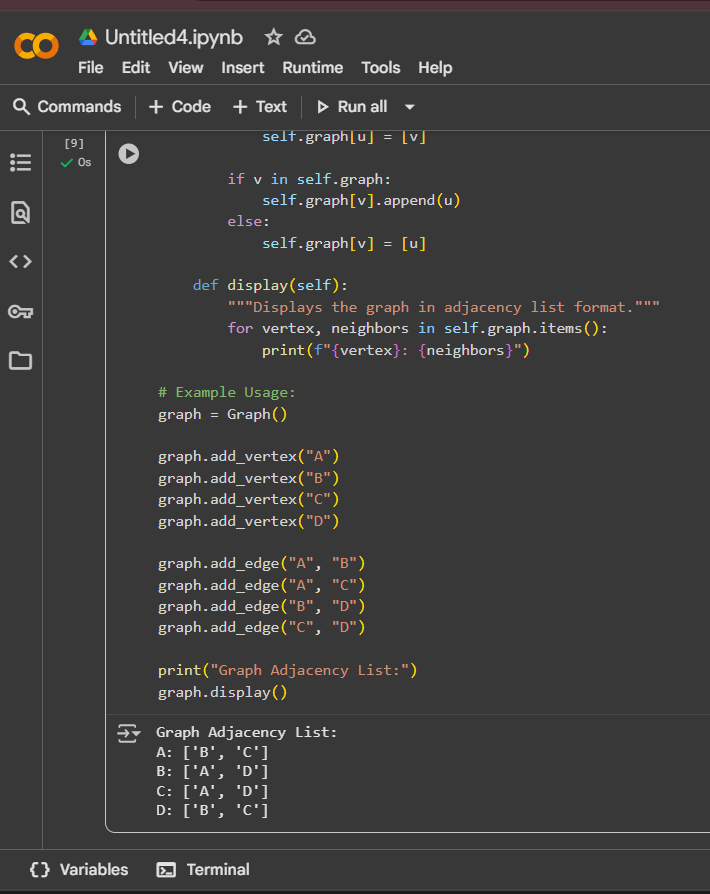 Untitled4.ipynb
File Edit View Insert Runtime Tools Help
Commands + Code + Text Run all
[9]
0s
self.graph[u] = [v]
if v in self.graph:
self.graph[v].append(u)
else:
self.graph[v] = [u]
def display(self):
"""Displays the graph in adjacency list format."""
for vertex, neighbors in self.graph.items():
print(f"{vertex}: {neighbors}")
# Example Usage:
graph = Graph()
graph.add_vertex("A")
graph.add_vertex("B")
graph.add_vertex("C")
graph.add_vertex("D")
graph.add_edge("A", "B")
graph.add_edge("A", "C")
graph.add_edge("B", "D")
graph.add_edge("C", "D")
print("Graph Adjacency List:")
graph.display()
Graph Adjacency List:
A: ['B', 'C']
B: ['A', 'D']
C: ['A', 'D']
D: ['B', 'C']
Variables Terminal